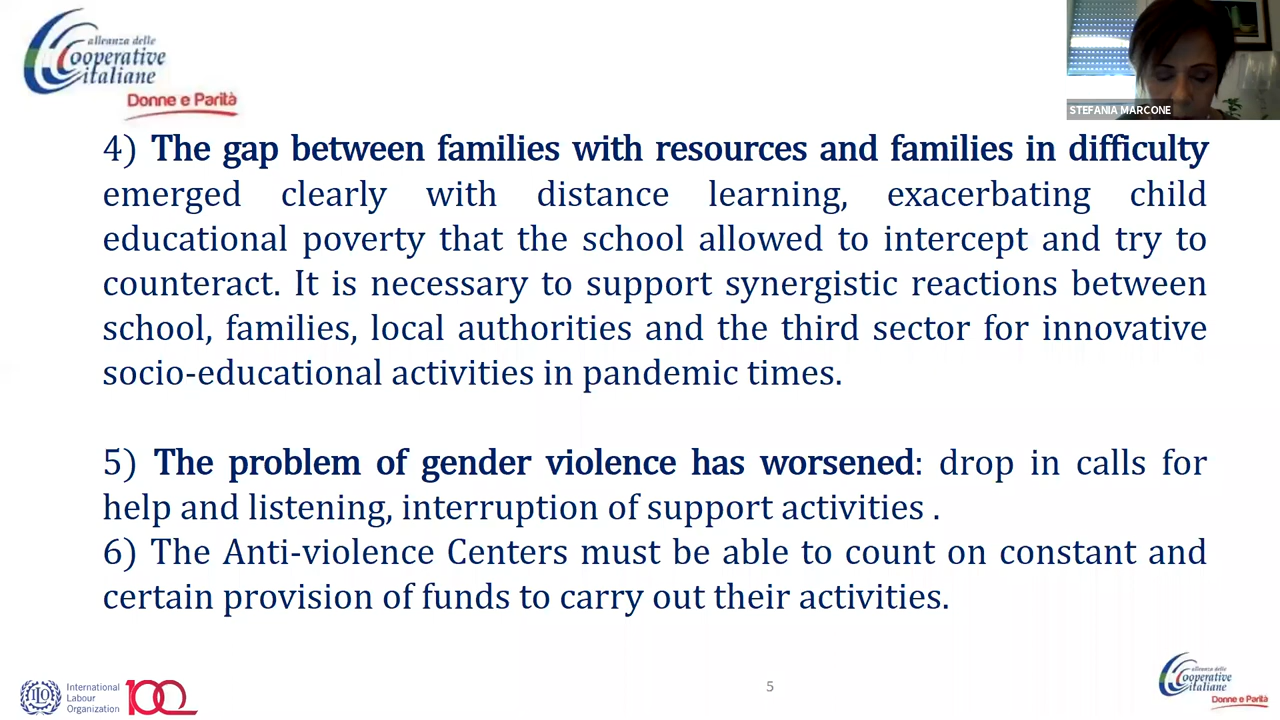 alleanza delle
Cooperative
italiane
Donne e Parità
STEFANIA MARCONE
4) The gap between families with resources and families in difficulty
emerged clearly with distance learning, exacerbating child
educational poverty that the school allowed to intercept and try to
counteract. It is necessary to support synergistic reactions between
school, families, local authorities and the third sector for innovative
socio-educational activities in pandemic times.
5) The problem of gender violence has worsened: drop in calls for
help and listening, interruption of support activities .
6) The Anti-violence Centers must be able to count on constant and
certain provision of funds to carry out their activities.
ILO
International
Labour
Organization
100
5
alleanza delle
Cooperative
italiane
Donne e Parità